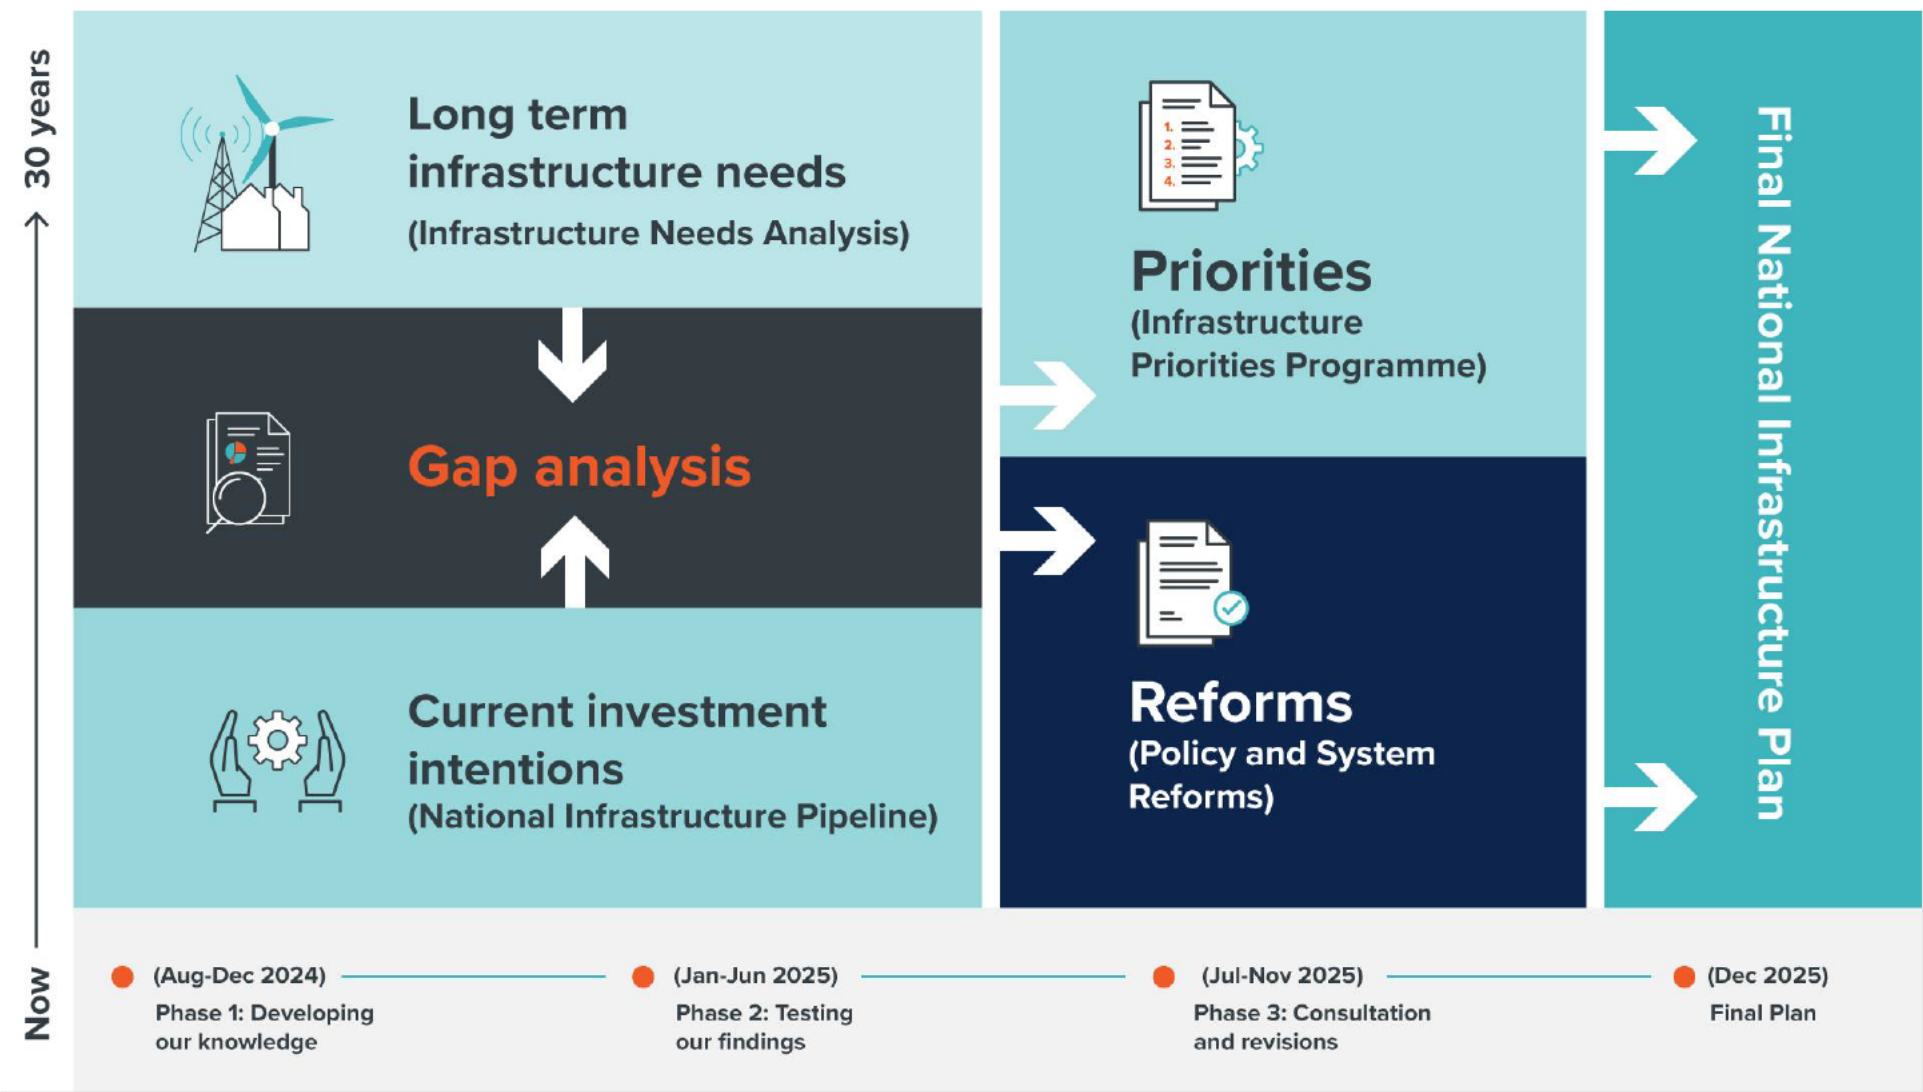 30 years
Now
Long term
infrastructure needs
(Infrastructure Needs Analysis)
Gap analysis
Current investment
intentions
(National Infrastructure Pipeline)
1.
2.
3.
4.
Priorities
(Infrastructure
Priorities Programme)
Reforms
(Policy and System
Reforms)
Final National Infrastructure Plan
(Aug-Dec 2024)
Phase 1: Developing
our knowledge
(Jan-Jun 2025)
Phase 2: Testing
our findings
(Jul-Nov 2025)
Phase 3: Consultation
and revisions
(Dec 2025)
Final Plan